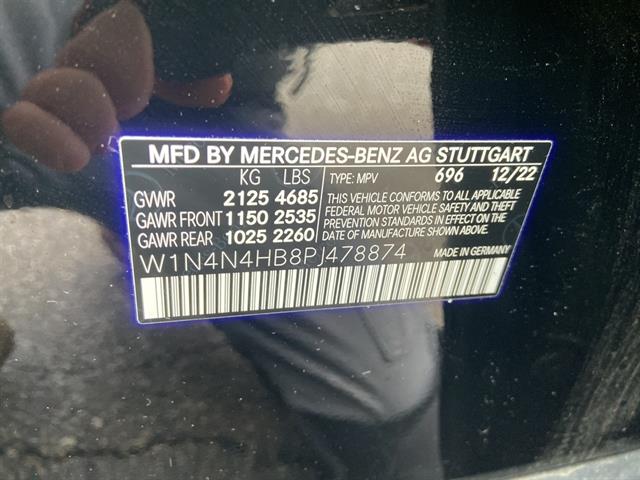 MFD BY MERCEDES-BENZ AG STUTTGART
KG LBS TYPE: MPV 696 12/22
GVWR 2125 4685
GAWR FRONT 1150 2535
GAWR REAR 1025 2260
THIS VEHICLE CONFORMS TO ALL APPLICABLE
FEDERAL MOTOR VEHICLE SAFETY AND THEFT
PREVENTION STANDARDS IN EFFECT ON THE
DATE OF MANUFACTURE SHOWN ABOVE.
W1N4N4HB8PJ478874 MADE IN GERMANY